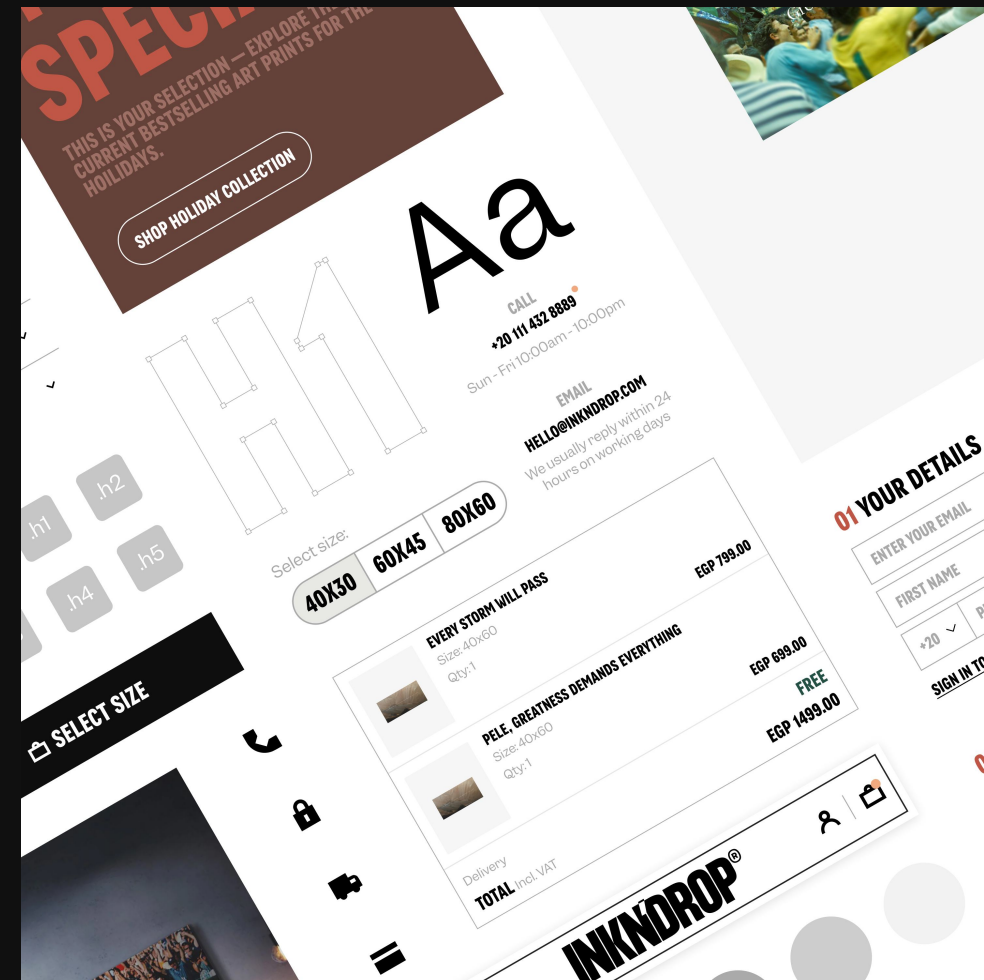 SPECI
THIS IS YOUR SELECTION — EXPLORE
CURRENT BESTSELLING ART PRINTS FOR THE
HOILIDAYS.
SHOP HOLIDAY COLLECTION
Aa
CALL
+20 111 432 8889
Sun - Fri 10:00am - 10:00pm
EMAIL
HELLO@INKNDROP.COM
We usually reply within 24
hours on working days
H1
.h1
.h2
.h4
.h5
Select size:
40X30
60X45
80X60
SELECT SIZE
EVERY STORM WILL PASS
EGP 799.00
Size:40x60
Qty:1
PELE, GREATNESS DEMANDS EVERYTHING
EGP 699.00
Size:40x60
Qty:1
Delivery
FREE
TOTAL Incl. VAT
EGP 1499.00
INKNDROP®
01 YOUR DETAILS
ENTER YOUR EMAIL
FIRST NAME
+20
SIGN IN TO